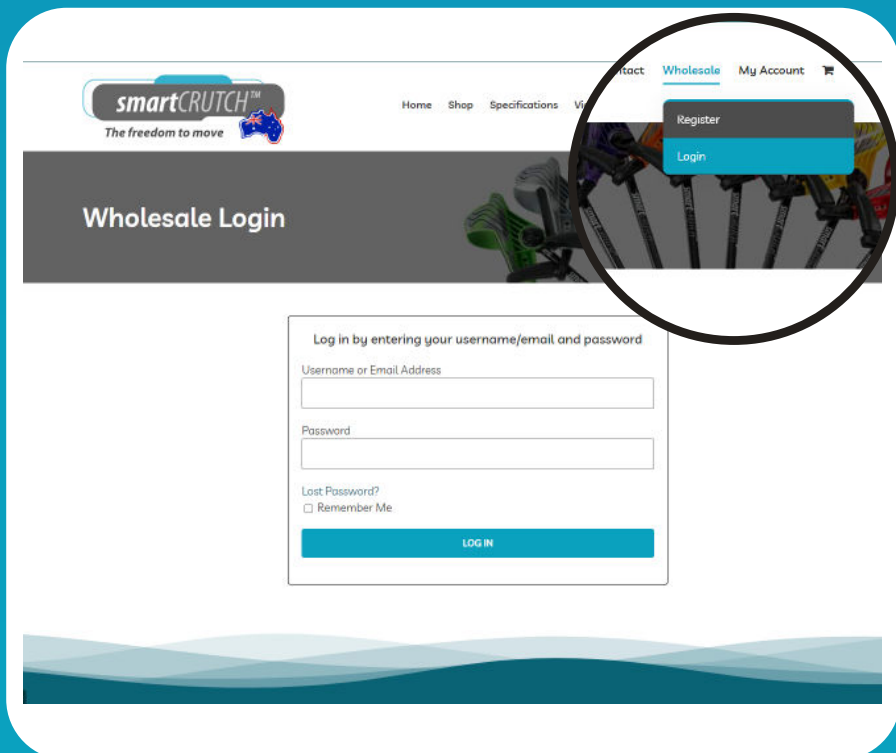 smartCRUTCH™
The freedom to move
Home Shop Specifications
Wholesale My Account
Register
Login
Wholesale Login
Log in by entering your username/email and password
Username or Email Address
Password
Lost Password?
Remember Me
LOG IN